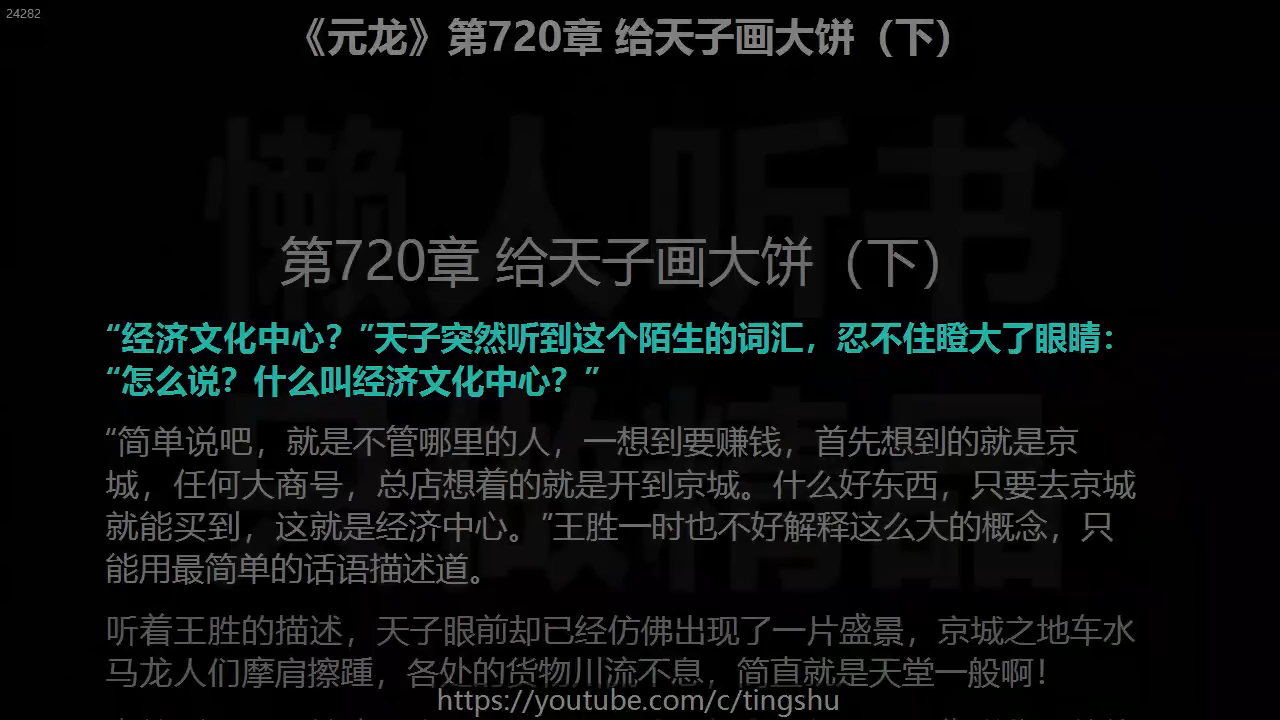 24282
《元龙》第720章 给天子画大饼（下）
懒人听书
只做精品
第720章 给天子画大饼（下）
“经济文化中心？”天子突然听到这个陌生的词汇，忍不住瞪大了眼睛：
“怎么说？什么叫经济文化中心？”
“简单说吧，就是不管哪里的人，一想到要赚钱，首先想到的就是京
城，任何大商号，总店想着的就是开到京城。什么好东西，只要去京城
就能买到，这就是经济中心。”王胜一时也不好解释这么大的概念，只
能用最简单的话语描述道。
听着王胜的描述，天子眼前却已经仿佛出现了一片盛景，京城之地车水
马龙人们摩肩擦踵，各处的货物川流不息，简直就是天堂一般啊！
https://youtube.com/c/tingshu